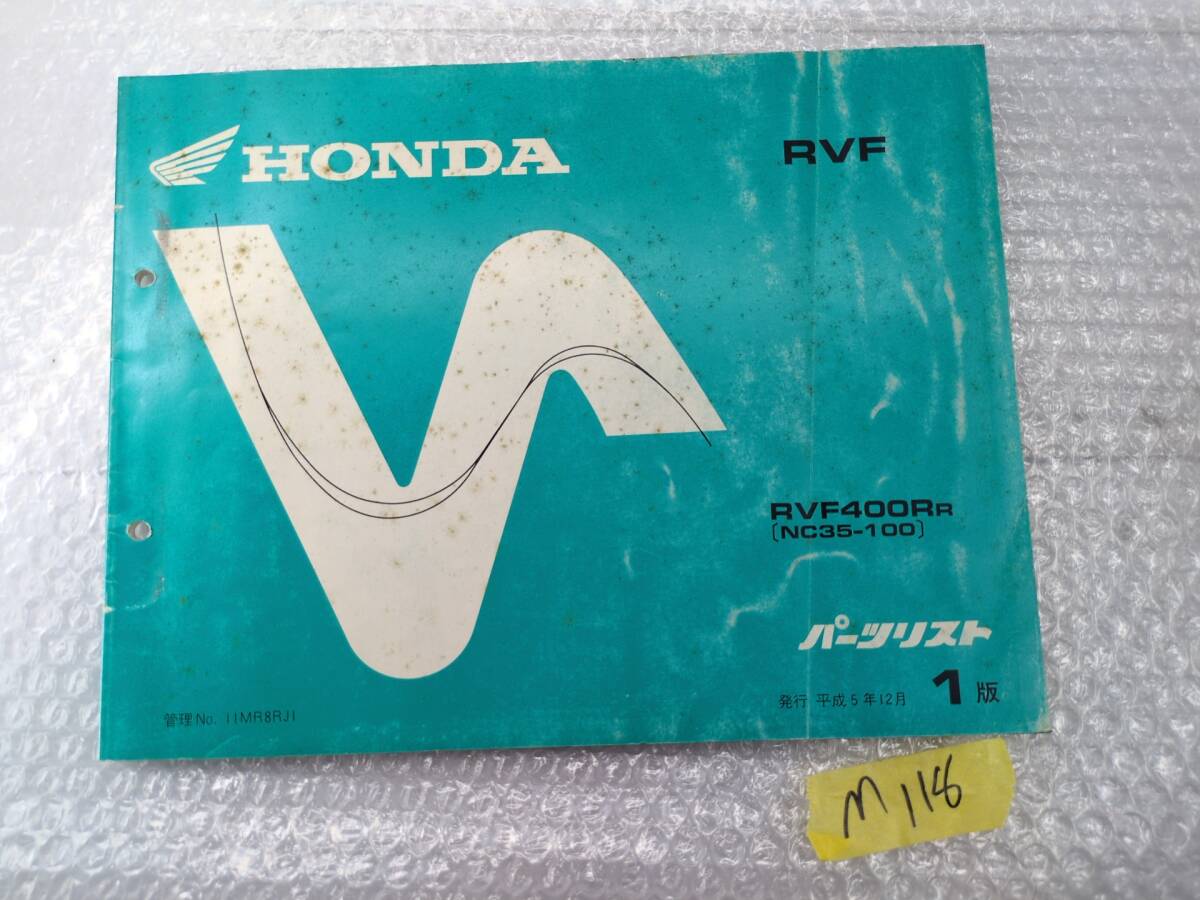 HONDA
RVF
RVF400RR
[NC35-100]
パーツリスト
発行 平成5年12月 1版
管理No. 11MR8RJ1
M118